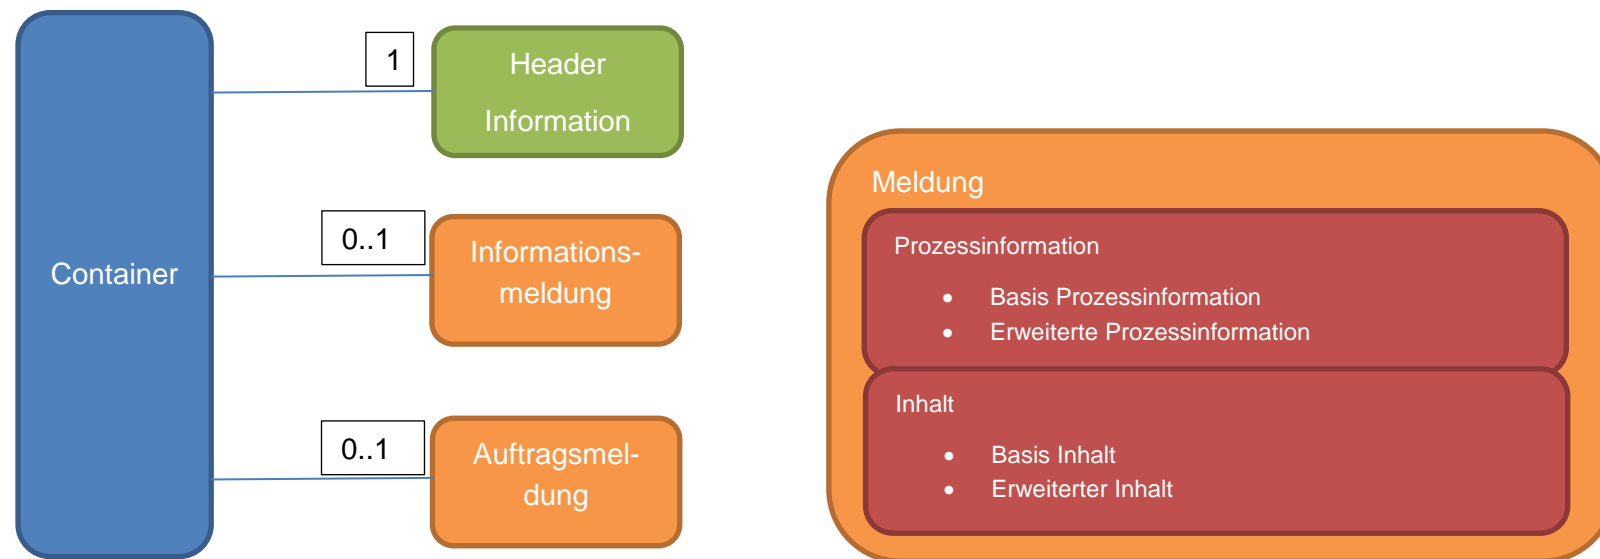 Container
1
Header
Information
0..1
Informations-
meldung
0..1
Auftragsmel-
dung
Meldung
Prozessinformation
• Basis Prozessinformation
• Erweiterte Prozessinformation
Inhalt
• Basis Inhalt
• Erweiterter Inhalt